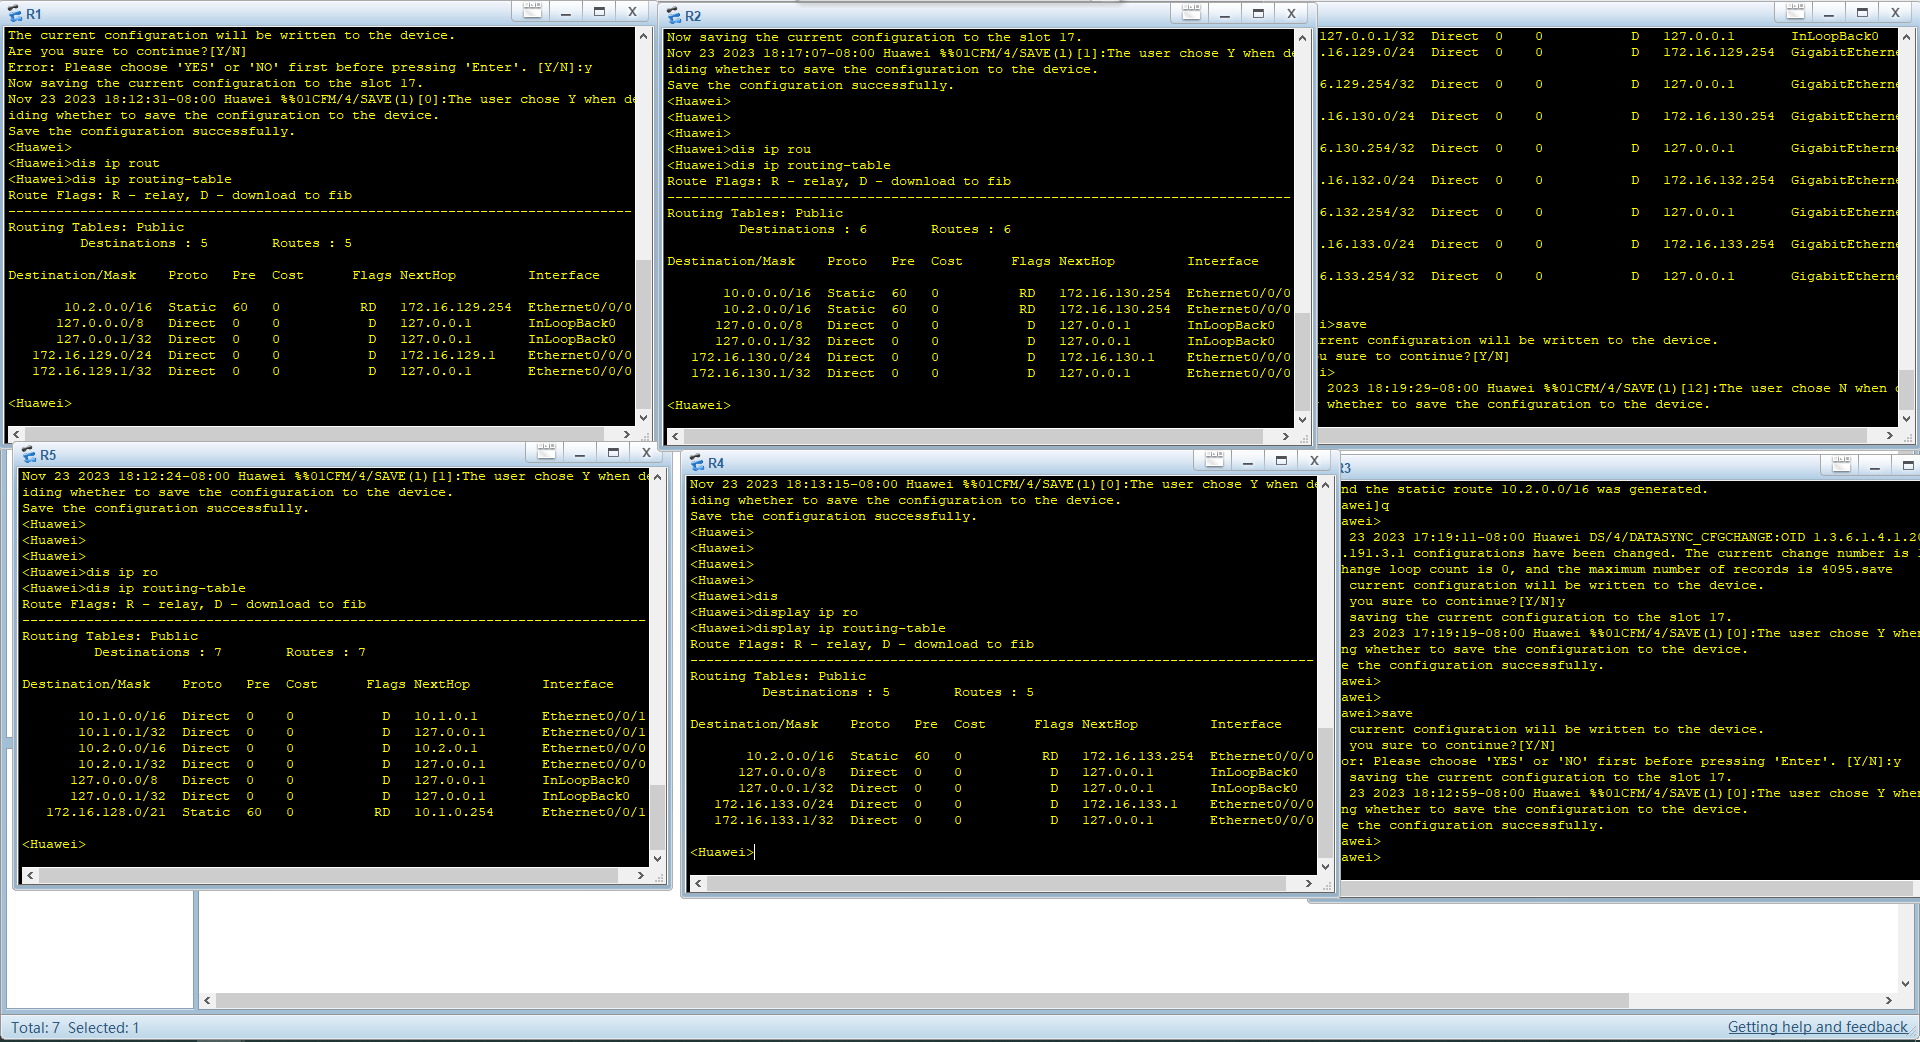 R1
The current configuration will be written to the device.
Are you sure to continue?[Y/N]
Error: Please choose 'YES' or 'NO' first before pressing 'Enter'. [Y/N]:y
Now saving the current configuration to the slot 17.
Nov 23 2023 18:12:31-08:00 Huawei %%01CFM/4/SAVE(l)[0]:The user chose Y when de
iding whether to save the configuration to the device.
Save the configuration successfully.
<Huawei>
<Huawei>dis ip rout
<Huawei>dis ip routing-table
Route Flags: R - relay, D - download to fib
------------------------------------------------------------------------------
Routing Tables: Public
Destinations : 5 Routes : 5
Destination/Mask Proto Pre Cost Flags NextHop Interface
10.2.0.0/16 Static 60 0 RD 172.16.129.254 Ethernet0/0/0
127.0.0.0/8 Direct 0 0 D 127.0.0.1 InLoopBack0
127.0.0.1/32 Direct 0 0 D 127.0.0.1 InLoopBack0
172.16.129.0/24 Direct 0 0 D 172.16.129.1 Ethernet0/0/0
172.16.129.1/32 Direct 0 0 D 127.0.0.1 Ethernet0/0/0
<Huawei>
R2
Now saving the current configuration to the slot 17.
Nov 23 2023 18:17:07-08:00 Huawei %%01CFM/4/SAVE(l)[1]:The user chose Y when de
iding whether to save the configuration to the device.
Save the configuration successfully.
<Huawei>
<Huawei>
<Huawei>
<Huawei>dis ip rou
<Huawei>dis ip routing-table
Route Flags: R - relay, D - download to fib
------------------------------------------------------------------------------
Routing Tables: Public
Destinations : 6 Routes : 6
Destination/Mask Proto Pre Cost Flags NextHop Interface
10.0.0.0/16 Static 60 0 RD 172.16.130.254 Ethernet0/0/0
10.2.0.0/16 Static 60 0 RD 172.16.130.254 Ethernet0/0/0
127.0.0.0/8 Direct 0 0 D 127.0.0.1 InLoopBack0
127.0.0.1/32 Direct 0 0 D 127.0.0.1 InLoopBack0
172.16.130.0/24 Direct 0 0 D 172.16.130.1 Ethernet0/0/0
172.16.130.1/32 Direct 0 0 D 127.0.0.1 Ethernet0/0/0
<Huawei>
127.0.0.1/32 Direct 0 0 D 127.0.0.1 InLoopBack0
.16.129.0/24 Direct 0 0 D 172.16.129.254 GigabitEtherne
6.129.254/32 Direct 0 0 D 127.0.0.1 GigabitEtherne
.16.130.0/24 Direct 0 0 D 172.16.130.254 GigabitEtherne
6.130.254/32 Direct 0 0 D 127.0.0.1 GigabitEtherne
.16.132.0/24 Direct 0 0 D 172.16.132.254 GigabitEtherne
6.132.254/32 Direct 0 0 D 127.0.0.1 GigabitEtherne
.16.133.0/24 Direct 0 0 D 172.16.133.254 GigabitEtherne
6.133.254/32 Direct 0 0 D 127.0.0.1 GigabitEtherne
i>save
rrent configuration will be written to the device.
u sure to continue?[Y/N]
i>
2023 18:19:29-08:00 Huawei %%01CFM/4/SAVE(l)[12]:The user chose N when
whether to save the configuration to the device.
R5
Nov 23 2023 18:12:24-08:00 Huawei %%01CFM/4/SAVE(l)[1]:The user chose Y when de
iding whether to save the configuration to the device.
Save the configuration successfully.
<Huawei>
<Huawei>
<Huawei>
<Huawei>dis ip ro
<Huawei>dis ip routing-table
Route Flags: R - relay, D - download to fib
------------------------------------------------------------------------------
Routing Tables: Public
Destinations : 7 Routes : 7
Destination/Mask Proto Pre Cost Flags NextHop Interface
10.1.0.0/16 Direct 0 0 D 10.1.0.1 Ethernet0/0/1
10.1.0.1/32 Direct 0 0 D 127.0.0.1 Ethernet0/0/1
10.2.0.0/16 Direct 0 0 D 10.2.0.1 Ethernet0/0/0
10.2.0.1/32 Direct 0 0 D 127.0.0.1 Ethernet0/0/0
127.0.0.0/8 Direct 0 0 D 127.0.0.1 InLoopBack0
127.0.0.1/32 Direct 0 0 D 127.0.0.1 InLoopBack0
172.16.128.0/21 Static 60 0 RD 10.1.0.254 Ethernet0/0/1
<Huawei>
R4
Nov 23 2023 18:13:15-08:00 Huawei %%01CFM/4/SAVE(l)[0]:The user chose Y when de
iding whether to save the configuration to the device.
Save the configuration successfully.
<Huawei>
<Huawei>
<Huawei>
<Huawei>
<Huawei>dis
<Huawei>display ip ro
<Huawei>display ip routing-table
Route Flags: R - relay, D - download to fib
------------------------------------------------------------------------------
Routing Tables: Public
Destinations : 5 Routes : 5
Destination/Mask Proto Pre Cost Flags NextHop Interface
10.2.0.0/16 Static 60 0 RD 172.16.133.254 Ethernet0/0/0
127.0.0.0/8 Direct 0 0 D 127.0.0.1 InLoopBack0
127.0.0.1/32 Direct 0 0 D 127.0.0.1 InLoopBack0
172.16.133.0/24 Direct 0 0 D 172.16.133.1 Ethernet0/0/0
172.16.133.1/32 Direct 0 0 D 127.0.0.1 Ethernet0/0/0
<Huawei>
R3
nd the static route 10.2.0.0/16 was generated.
awei]q
awei>
23 2023 17:19:11-08:00 Huawei DS/4/DATASYNC_CFGCHANGE:OID 1.3.6.1.4.1.20
.191.3.1 configurations have been changed. The current change number is 1
hange loop count is 0, and the maximum number of records is 4095.save
current configuration will be written to the device.
you sure to continue?[Y/N]y
saving the current configuration to the slot 17.
23 2023 17:19:19-08:00 Huawei %%01CFM/4/SAVE(l)[0]:The user chose Y when
ng whether to save the configuration to the device.
e the configuration successfully.
awei>
awei>
awei>save
current configuration will be written to the device.
you sure to continue?[Y/N]
or: Please choose 'YES' or 'NO' first before pressing 'Enter'. [Y/N]:y
saving the current configuration to the slot 17.
23 2023 18:12:59-08:00 Huawei %%01CFM/4/SAVE(l)[0]:The user chose Y when
ng whether to save the configuration to the device.
e the configuration successfully.
awei>
awei>
Total: 7 Selected: 1
Getting help and feedback